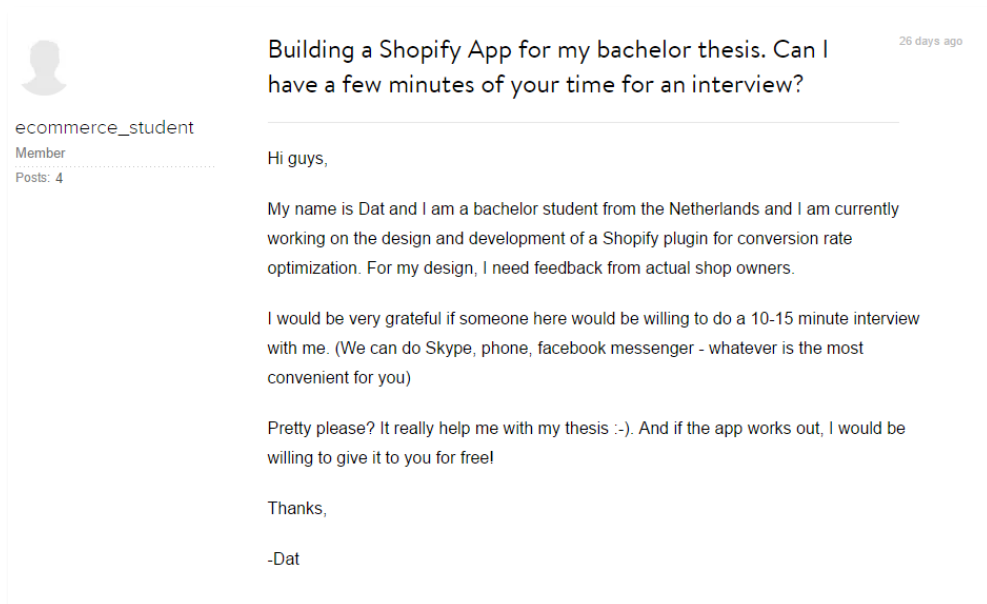 Building a Shopify App for my bachelor thesis. Can I
have a few minutes of your time for an interview?
26 days ago
ecommerce_student
Member
Posts: 4
Hi guys,
My name is Dat and I am a bachelor student from the Netherlands and I am currently
working on the design and development of a Shopify plugin for conversion rate
optimization. For my design, I need feedback from actual shop owners.
I would be very grateful if someone here would be willing to do a 10-15 minute interview
with me. (We can do Skype, phone, facebook messenger - whatever is the most
convenient for you)
Pretty please? It really help me with my thesis :-). And if the app works out, I would be
willing to give it to you for free!
Thanks,
-Dat